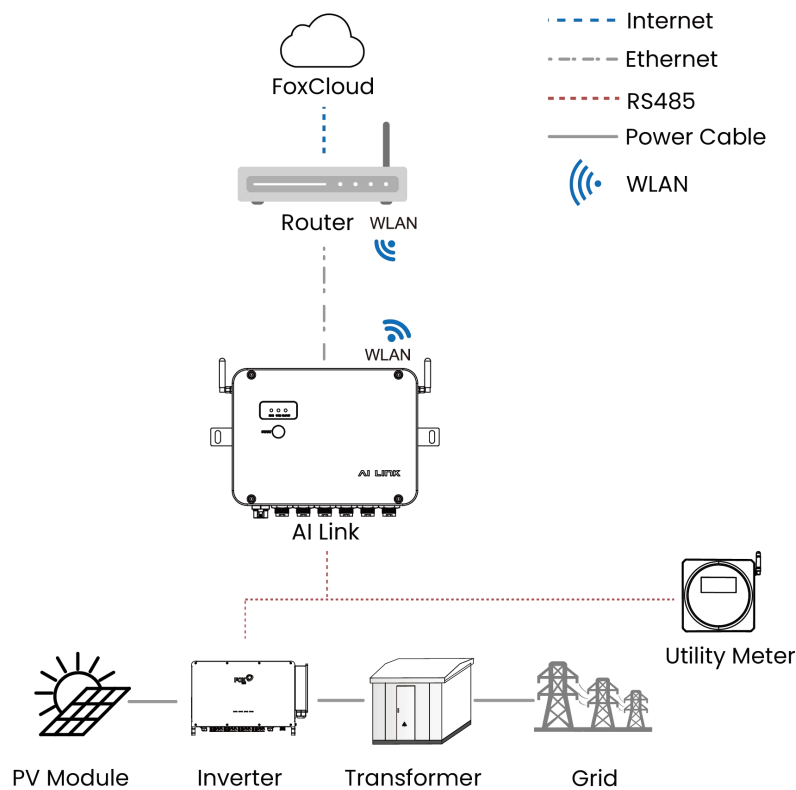 FoxCloud
Internet
Ethernet
RS485
Power Cable
WLAN
Router
WLAN
WLAN
AI LINK
AI Link
Utility Meter
FOX
PV Module
Inverter
Transformer
Grid